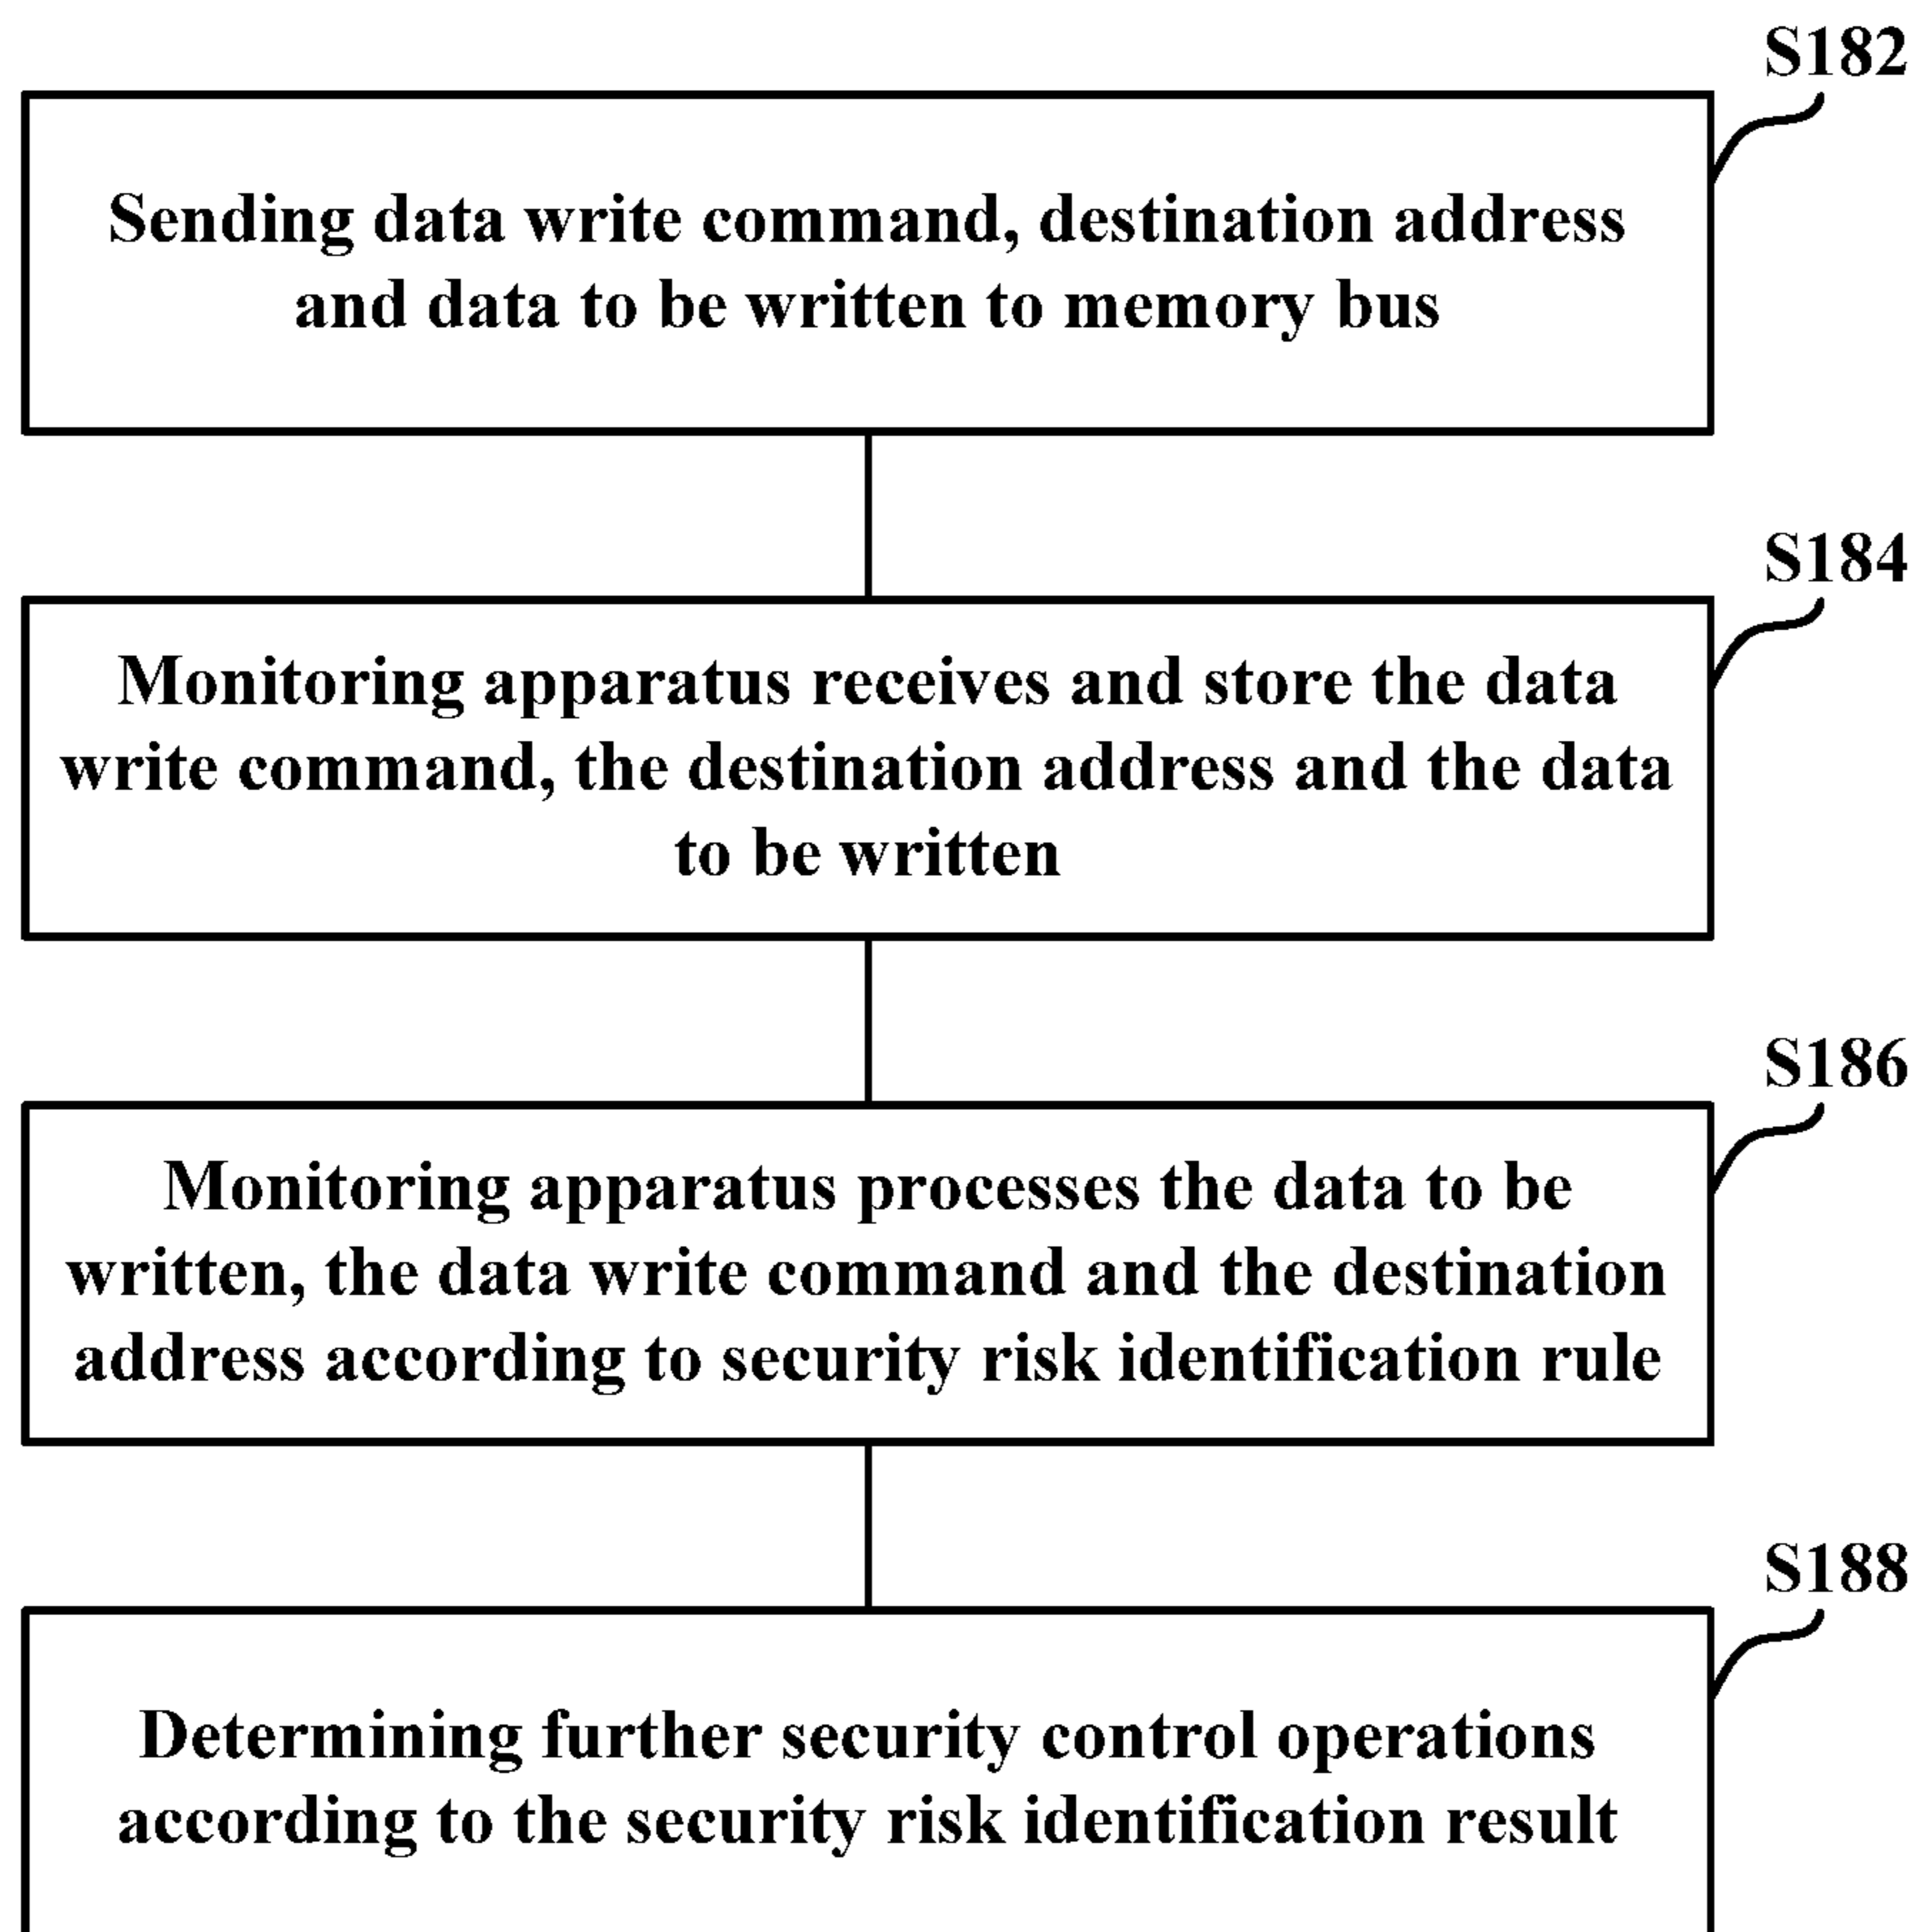 S182
Sending data write command, destination address
and data to be written to memory bus
S184
Monitoring apparatus receives and store the data
write command, the destination address and the data
to be written
S186
Monitoring apparatus processes the data to be
written, the data write command and the destination
address according to security risk identification rule
S188
Determining further security control operations
according to the security risk identification result